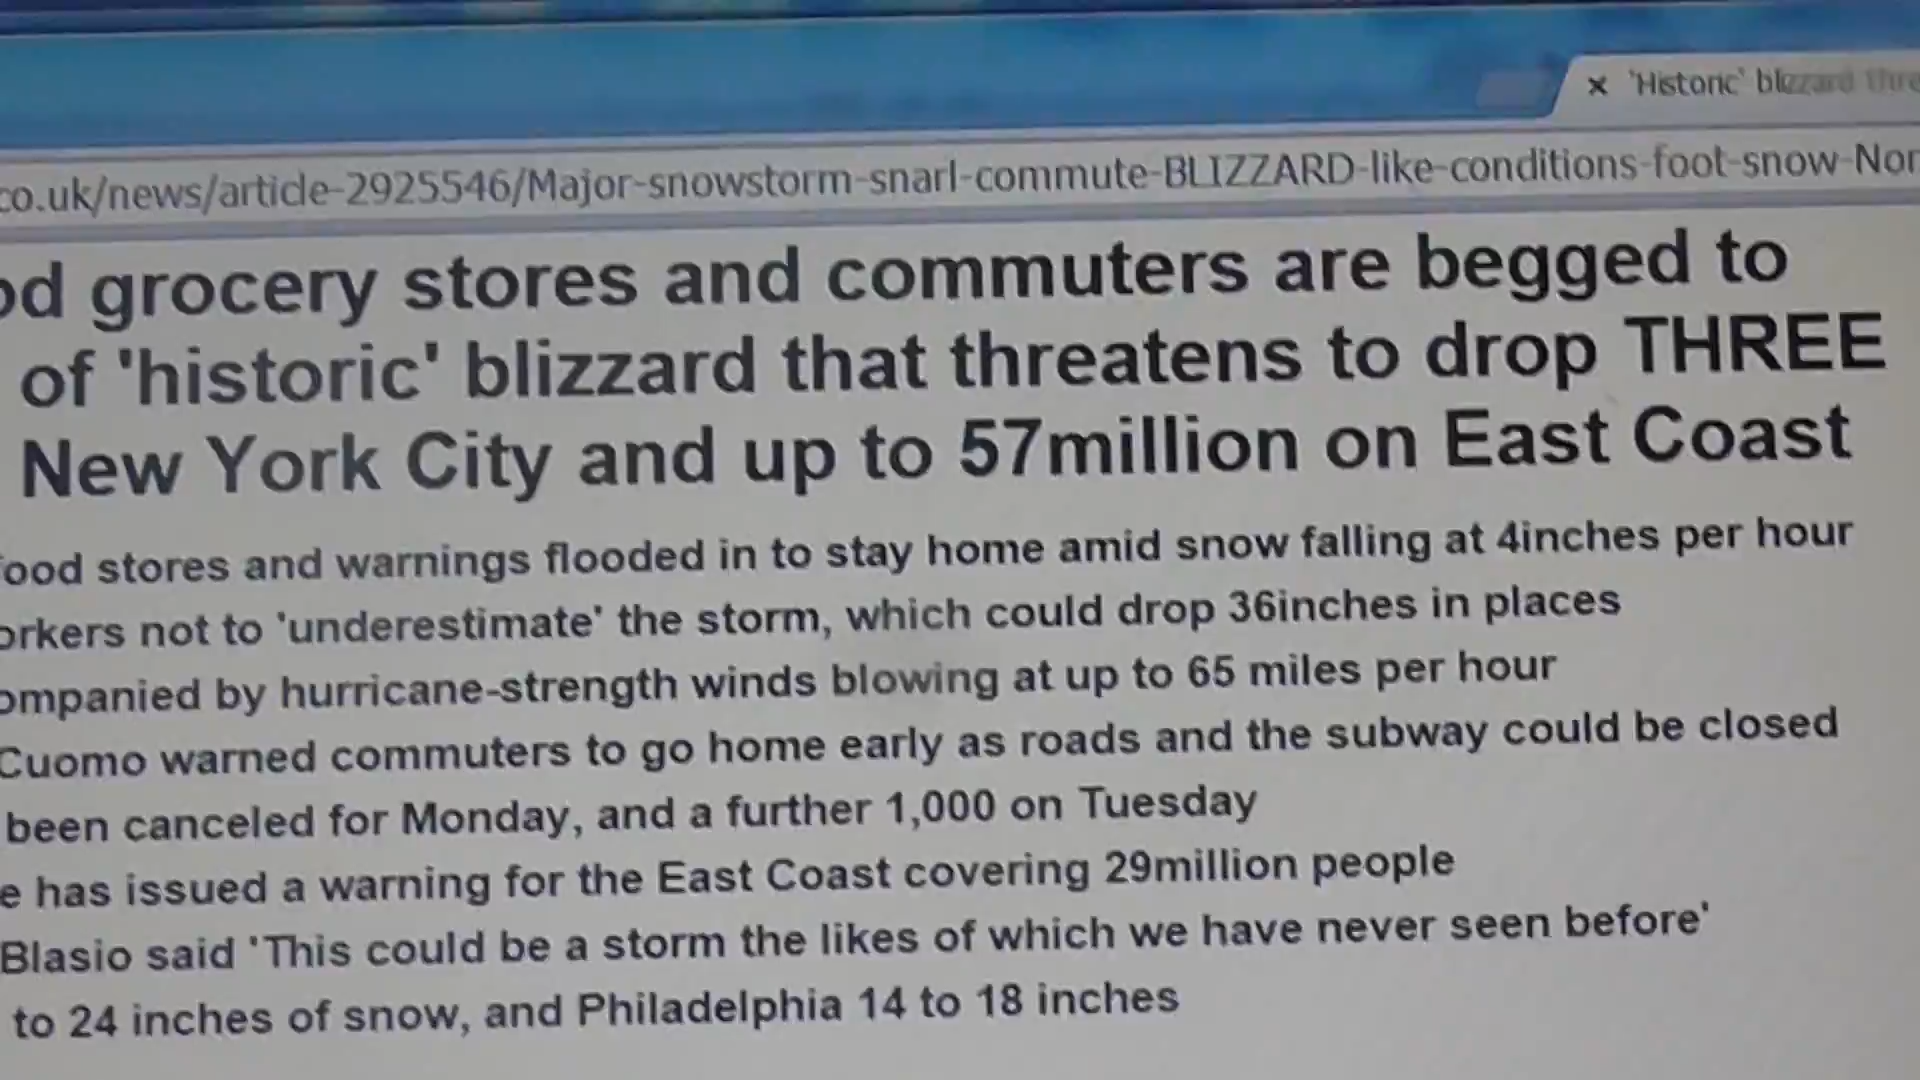 × 'Historic' blizzard thre
co.uk/news/article-2925546/Major-snowstorm-snarl-commute-BLIZZARD-like-conditions-foot-snow-Nor
od grocery stores and commuters are begged to
of 'historic' blizzard that threatens to drop THREE
New York City and up to 57million on East Coast
ood stores and warnings flooded in to stay home amid snow falling at 4inches per hour
orkers not to 'underestimate' the storm, which could drop 36inches in places
ompanied by hurricane-strength winds blowing at up to 65 miles per hour
Cuomo warned commuters to go home early as roads and the subway could be closed
been canceled for Monday, and a further 1,000 on Tuesday
e has issued a warning for the East Coast covering 29million people
Blasio said 'This could be a storm the likes of which we have never seen before'
to 24 inches of snow, and Philadelphia 14 to 18 inches